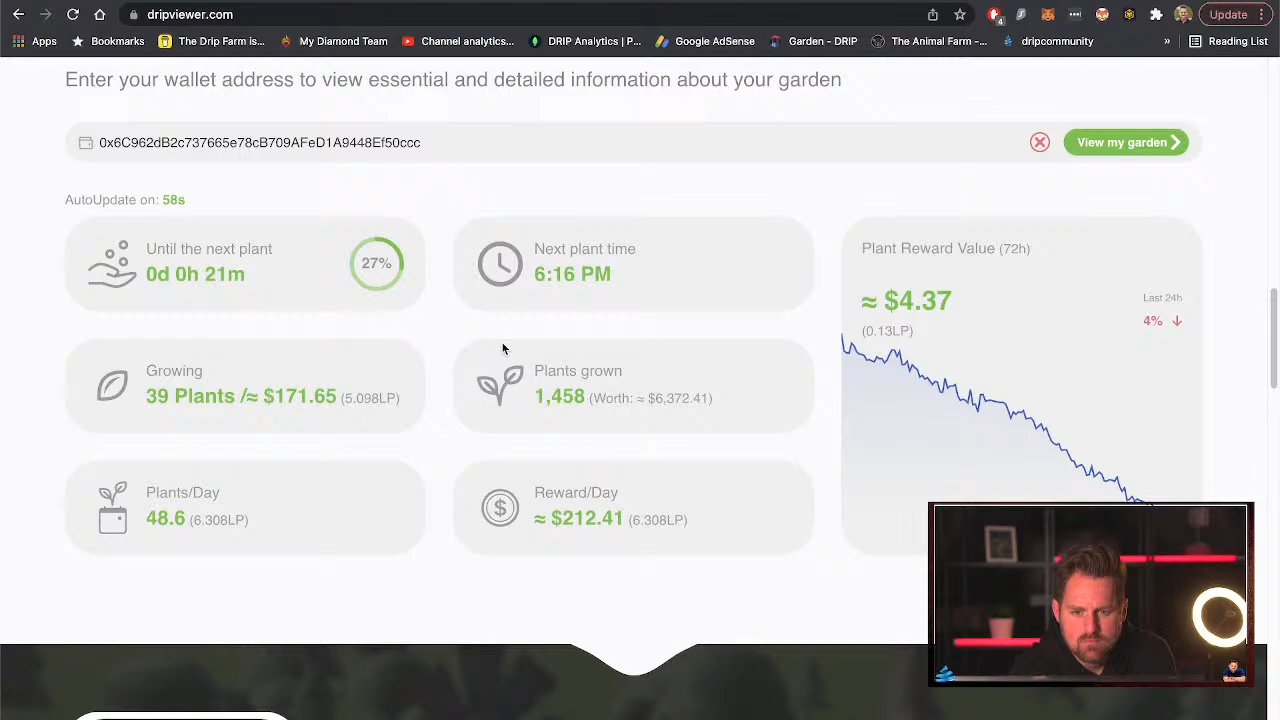 dripviewer.com
4
Update
Apps
Bookmarks
The Drip Farm is...
My Diamond Team
Channel analytics...
DRIP Analytics | P...
Google AdSense
Garden - DRIP
The Animal Farm -...
dripcommunity
»
Reading List
Enter your wallet address to view essential and detailed information about your garden
0x6C962dB2c737665e78cB709AFeD1A9448Ef50ccc
View my garden
AutoUpdate on: 58s
Until the next plant
0d 0h 21m
27%
Next plant time
6:16 PM
Plant Reward Value (72h)
≈ $4.37
(0.13LP)
Last 24h
4% ↓
Growing
39 Plants /≈ $171.65 (5.098LP)
Plants grown
1,458 (Worth: ≈ $6,372.41)
Plants/Day
48.6 (6.308LP)
Reward/Day
≈ $212.41 (6.308LP)